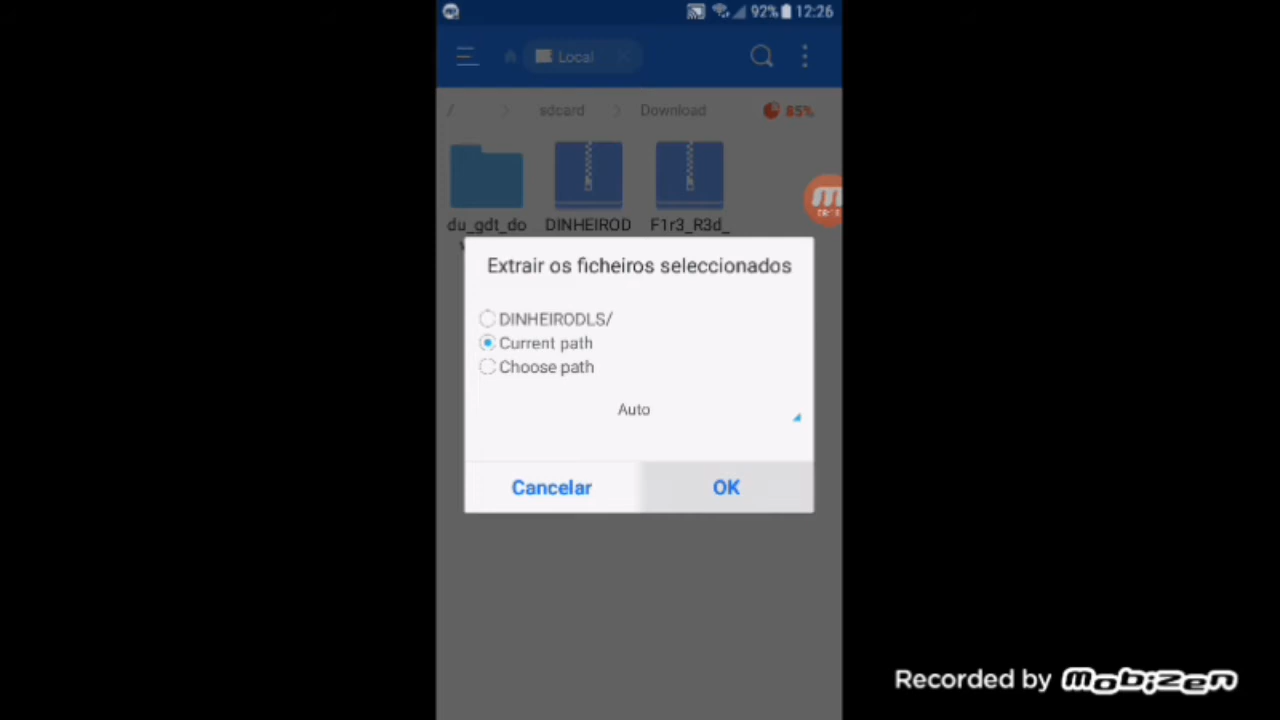 92% 12:26
Local
/ > sdcard > Download 85%
du_gdt_do DINHEIROD F1r3_R3d_
Extrair os ficheiros seleccionados
DINHEIRODLS/
Current path
Choose path
Auto
Cancelar OK
Recorded by mobizen